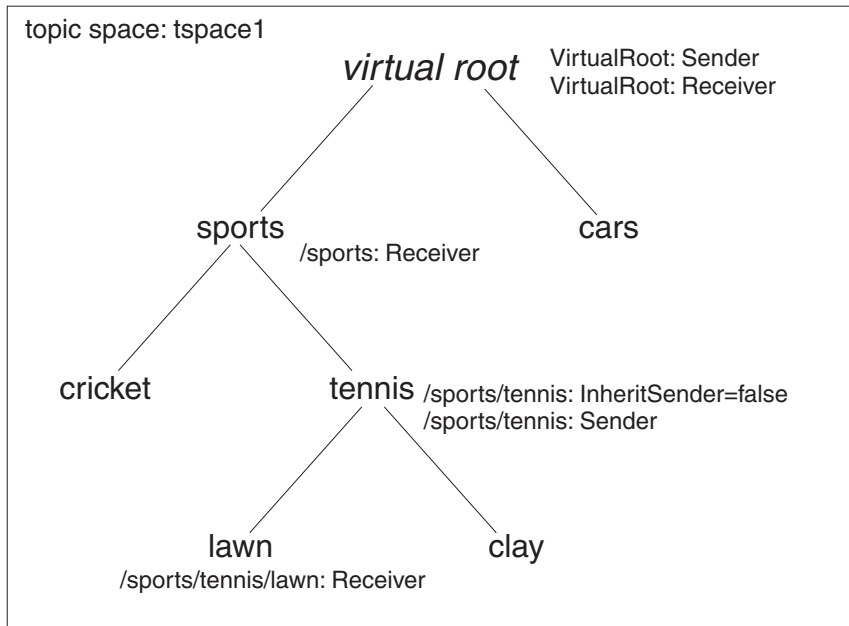 topic space: tspace1
virtual root
VirtualRoot: Sender
VirtualRoot: Receiver
sports
/sports: Receiver
cars
cricket
tennis
/sports/tennis: InheritSender=false
/sports/tennis: Sender
lawn
/sports/tennis/lawn: Receiver
clay